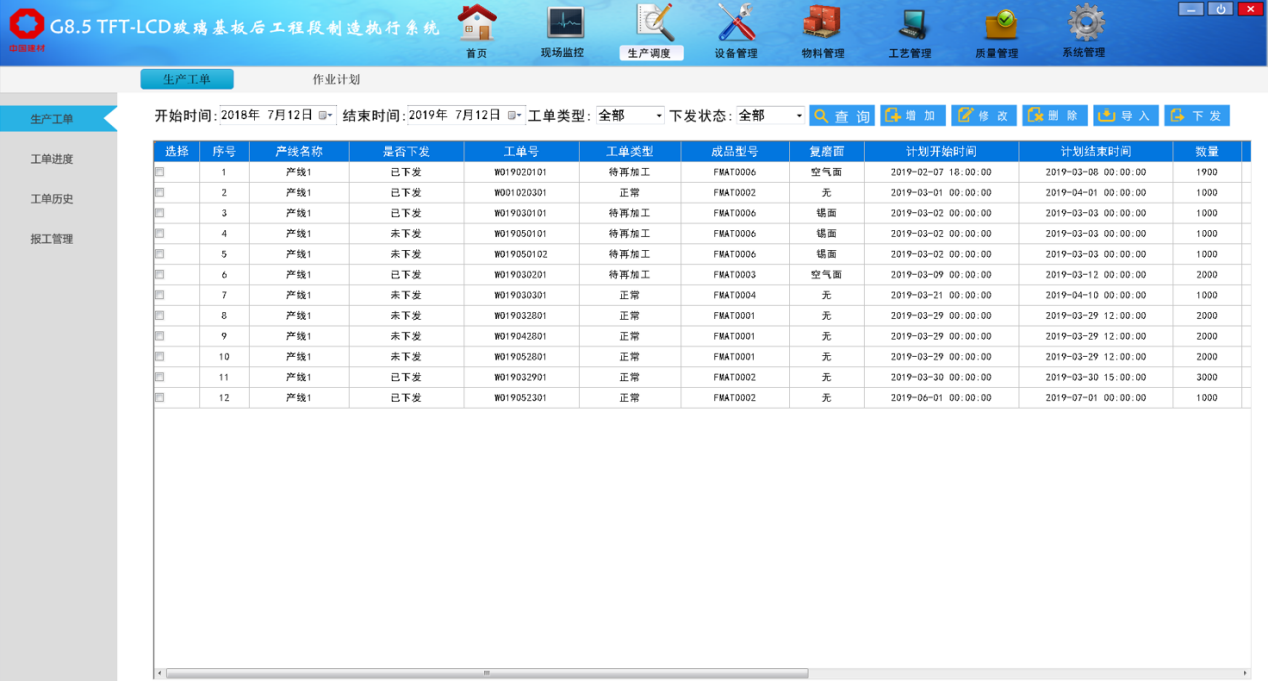 中国建材
G8.5 TFT-LCD玻璃基板后工程段制造执行系统
首页 现场监控 生产调度 设备管理 物料管理 工艺管理 质量管理 系统管理
生产工单 作业计划
生产工单
工单进度
工单历史
报工管理
开始时间: 2018年 7月12日 结束时间: 2019年 7月12日 工单类型: 全部 下发状态: 全部 查询 增加 修改 删除 导入 下发
选择 序号 产线名称 是否下发 工单号 工单类型 成品型号 复磨面 计划开始时间 计划结束时间 数量
1 产线1 已下发 WO19020101 待再加工 FMAT0006 空气面 2019-02-07 18:00:00 2019-03-08 00:00:00 1900
2 产线1 已下发 WO01020301 正常 FMAT0002 无 2019-03-01 00:00:00 2019-04-01 00:00:00 1000
3 产线1 已下发 WO19030101 待再加工 FMAT0006 锡面 2019-03-02 00:00:00 2019-03-03 00:00:00 1000
4 产线1 未下发 WO19050101 待再加工 FMAT0006 锡面 2019-03-02 00:00:00 2019-03-03 00:00:00 1000
5 产线1 未下发 WO19050102 待再加工 FMAT0006 锡面 2019-03-02 00:00:00 2019-03-03 00:00:00 1000
6 产线1 已下发 WO19030201 待再加工 FMAT0003 空气面 2019-03-09 00:00:00 2019-03-12 00:00:00 2000
7 产线1 未下发 WO19030301 正常 FMAT0004 无 2019-03-21 00:00:00 2019-04-10 00:00:00 1000
8 产线1 未下发 WO19032801 正常 FMAT0001 无 2019-03-29 00:00:00 2019-03-29 12:00:00 2000
9 产线1 未下发 WO19042801 正常 FMAT0001 无 2019-03-29 00:00:00 2019-03-29 12:00:00 2000
10 产线1 未下发 WO19052801 正常 FMAT0001 无 2019-03-29 00:00:00 2019-03-29 12:00:00 2000
11 产线1 已下发 WO19032901 正常 FMAT0002 无 2019-03-30 00:00:00 2019-03-30 15:00:00 3000
12 产线1 已下发 WO19052301 正常 FMAT0002 无 2019-06-01 00:00:00 2019-07-01 00:00:00 1000